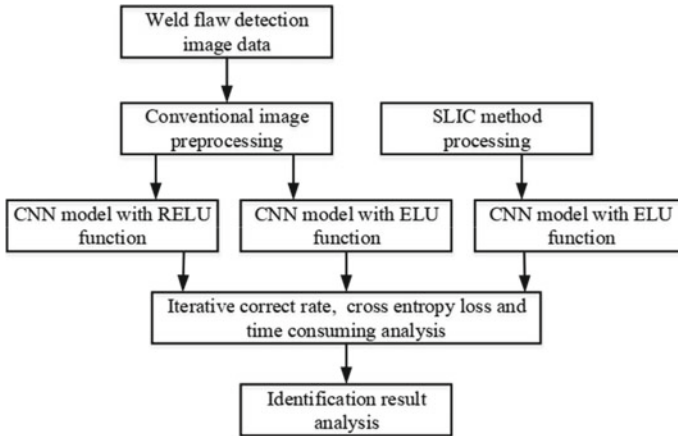 Weld flaw detection
image data
Conventional image
preprocessing
SLIC method
processing
CNN model with RELU
function
CNN model with ELU
function
CNN model with ELU
function
Iterative correct rate, cross entropy loss and
time consuming analysis
Identification result
analysis